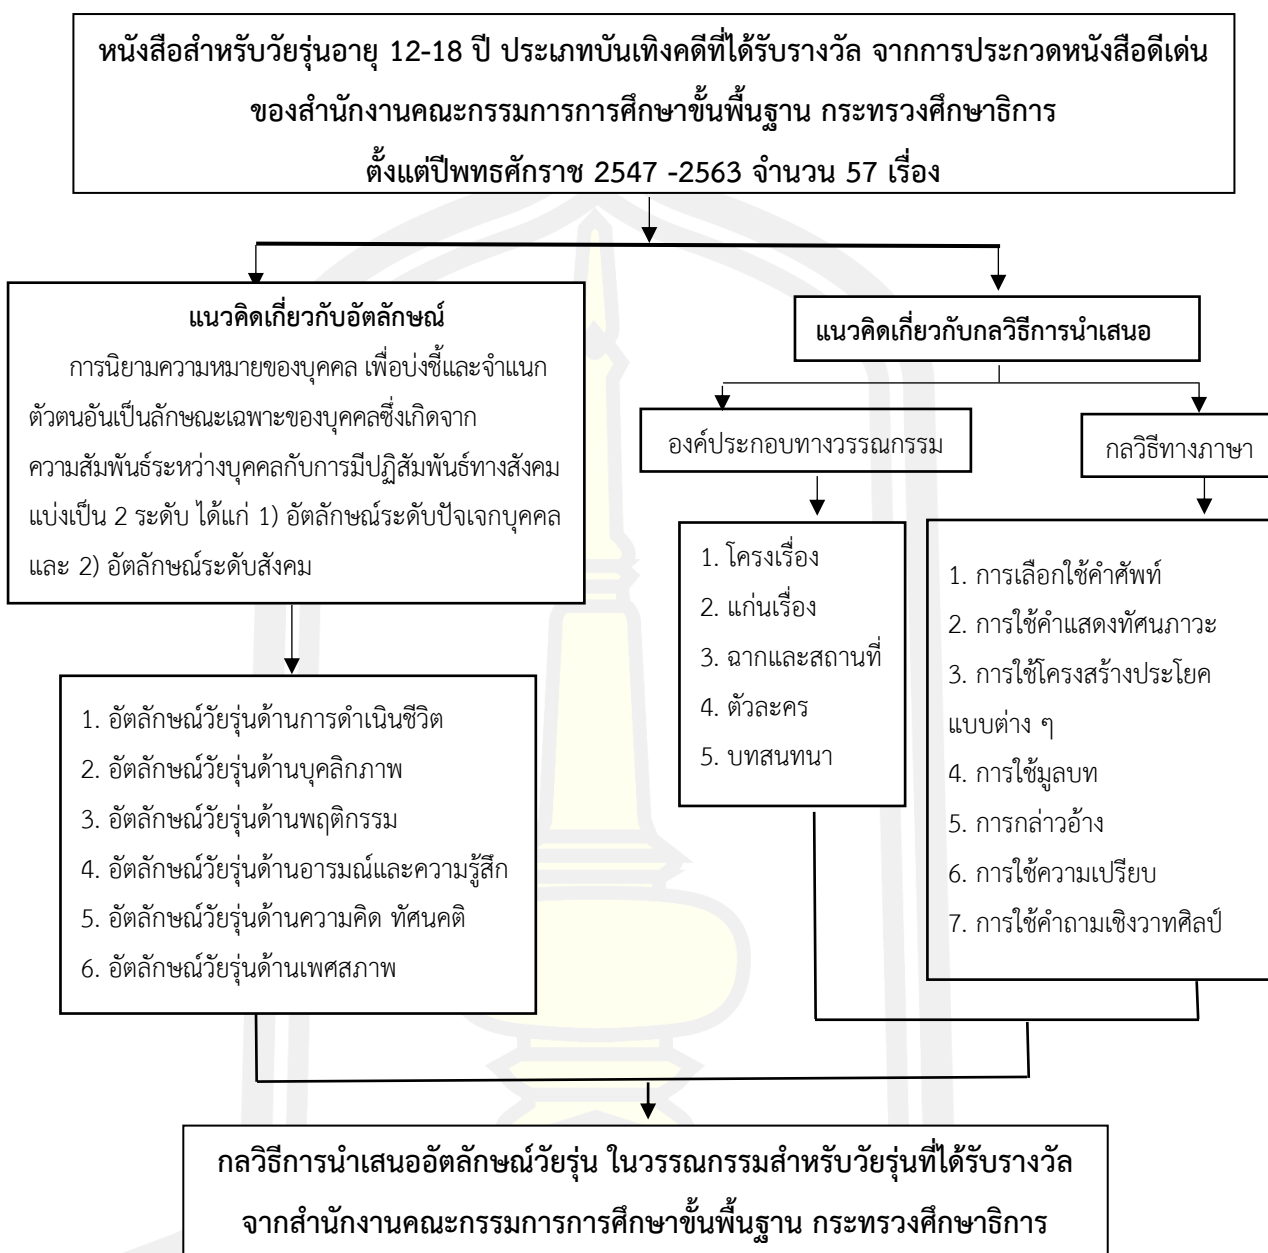 หนังสือสำหรับวัยรุ่นอายุ 12-18 ปี ประเภทบันเทิงคดีที่ได้รับรางวัล จากการประกวดหนังสือดีเด่น
ของสำนักงานคณะกรรมการการศึกษาขั้นพื้นฐาน กระทรวงศึกษาธิการ
ตั้งแต่ปีพทธศักราช 2547 -2563 จำนวน 57 เรื่อง
แนวคิดเกี่ยวกับอัตลักษณ์
การนิยามความหมายของบุคคล เพื่อบ่งชี้และจำแนก
ตัวตนอันเป็นลักษณะเฉพาะของบุคคลซึ่งเกิดจาก
ความสัมพันธ์ระหว่างบุคคลกับการมีปฏิสัมพันธ์ทางสังคม
แบ่งเป็น 2 ระดับ ได้แก่ 1) อัตลักษณ์ระดับปัจเจกบุคคล
และ 2) อัตลักษณ์ระดับสังคม
1. อัตลักษณ์วัยรุ่นด้านการดำเนินชีวิต
2. อัตลักษณ์วัยรุ่นด้านบุคลิกภาพ
3. อัตลักษณ์วัยรุ่นด้านพฤติกรรม
4. อัตลักษณ์วัยรุ่นด้านอารมณ์และความรู้สึก
5. อัตลักษณ์วัยรุ่นด้านความคิด ทัศนคติ
6. อัตลักษณ์วัยรุ่นด้านเพศสภาพ
แนวคิดเกี่ยวกับกลวิธีการนำเสนอ
องค์ประกอบทางวรรณกรรม
1. โครงเรื่อง
2. แก่นเรื่อง
3. ฉากและสถานที่
4. ตัวละคร
5. บทสนทนา
กลวิธีทางภาษา
1. การเลือกใช้คำศัพท์
2. การใช้คำแสดงทัศนภาวะ
3. การใช้โครงสร้างประโยค
แบบต่าง ๆ
4. การใช้มูลบท
5. การกล่าวอ้าง
6. การใช้ความเปรียบ
7. การใช้คำถามเชิงวาทศิลป์
กลวิธีการนำเสนออัตลักษณ์วัยรุ่น ในวรรณกรรมสำหรับวัยรุ่นที่ได้รับรางวัล
จากสำนักงานคณะกรรมการการศึกษาขั้นพื้นฐาน กระทรวงศึกษาธิการ